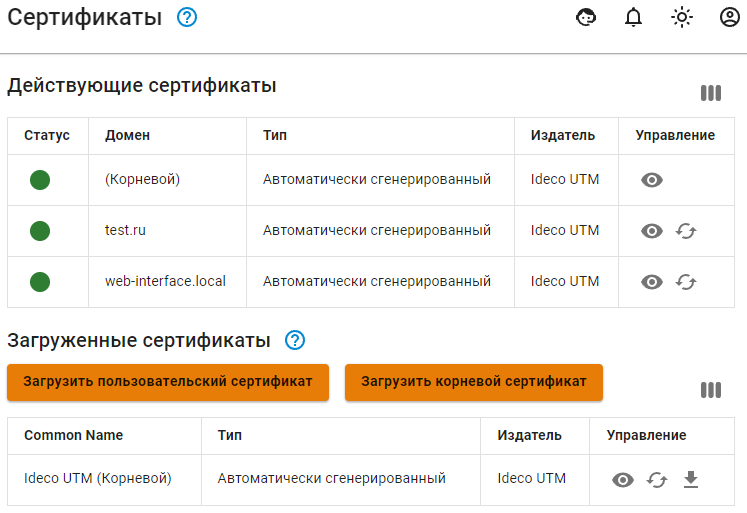 Сертификаты ?
Действующие сертификаты
Статус Домен Тип Издатель Управление
(Корневой) Автоматически сгенерированный Ideco UTM
test.ru Автоматически сгенерированный Ideco UTM
web-interface.local Автоматически сгенерированный Ideco UTM
Загруженные сертификаты ?
Загрузить пользовательский сертификат Загрузить корневой сертификат
Common Name Тип Издатель Управление
Ideco UTM (Корневой) Автоматически сгенерированный Ideco UTM